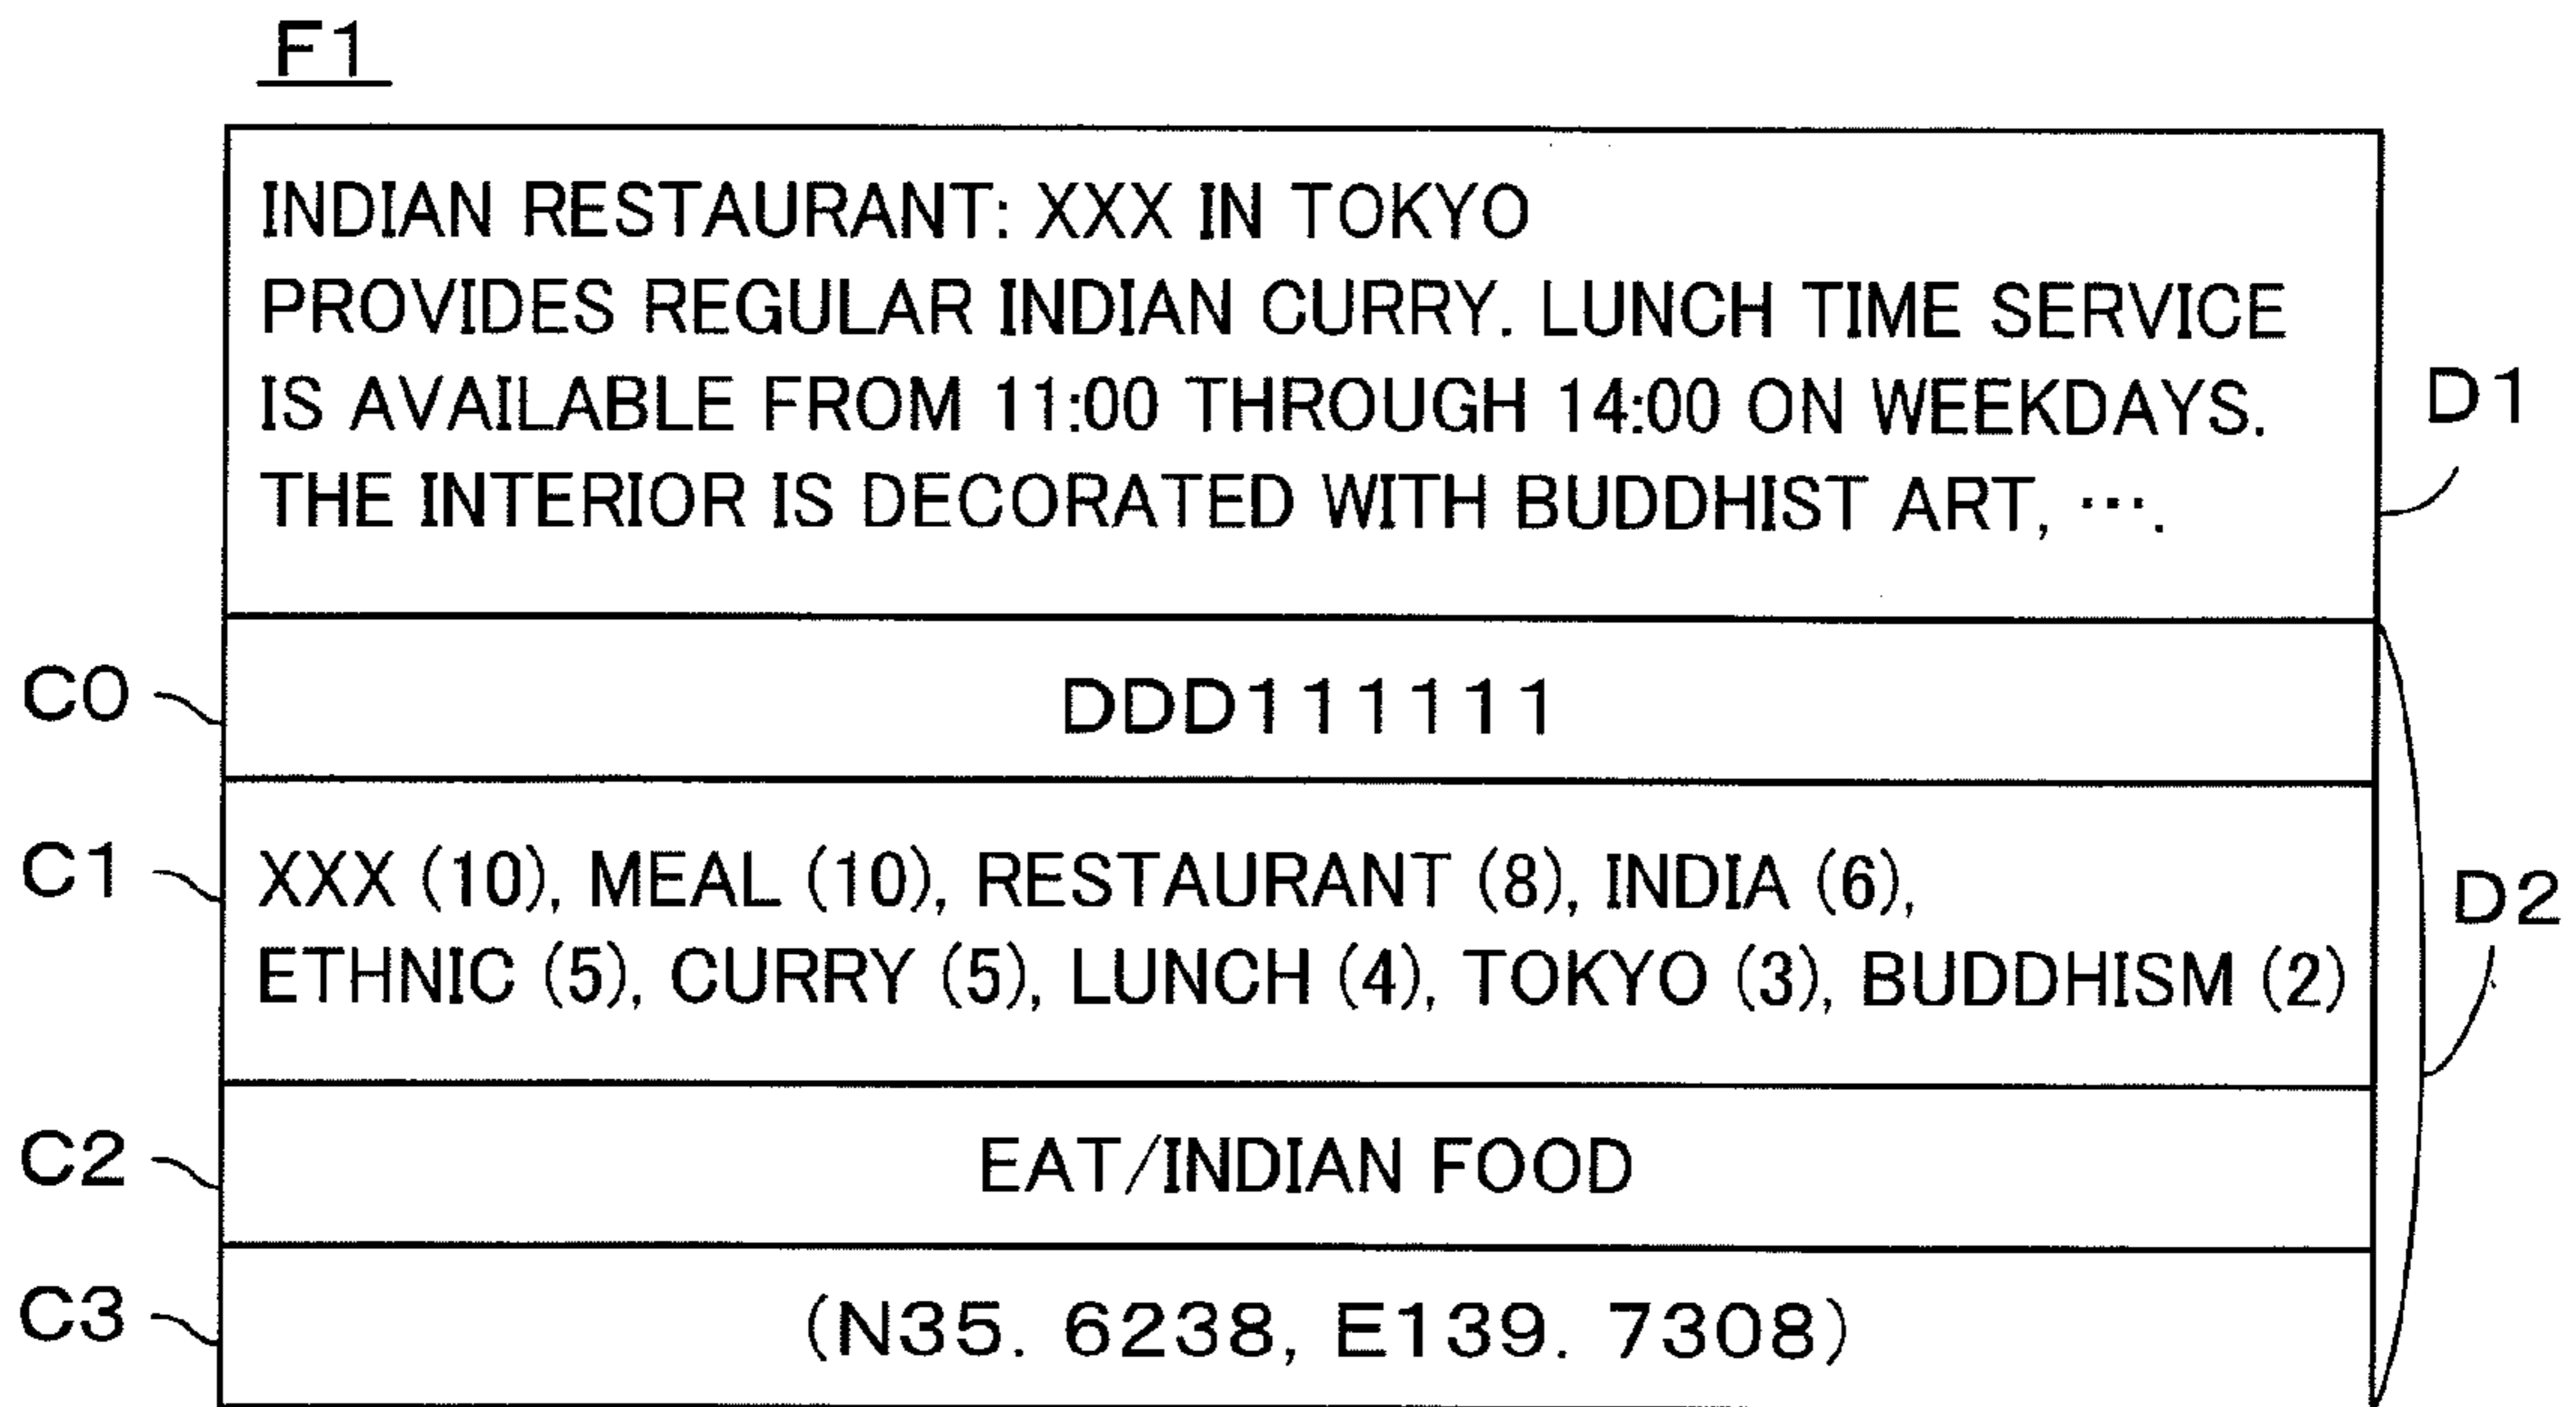 F1
INDIAN RESTAURANT: XXX IN TOKYO
PROVIDES REGULAR INDIAN CURRY. LUNCH TIME SERVICE
IS AVAILABLE FROM 11:00 THROUGH 14:00 ON WEEKDAYS.
THE INTERIOR IS DECORATED WITH BUDDHIST ART, ….
D1
C0
DDD111111
C1
XXX (10), MEAL (10), RESTAURANT (8), INDIA (6),
ETHNIC (5), CURRY (5), LUNCH (4), TOKYO (3), BUDDHISM (2)
D2
C2
EAT/INDIAN FOOD
C3
(N35. 6238, E139. 7308)